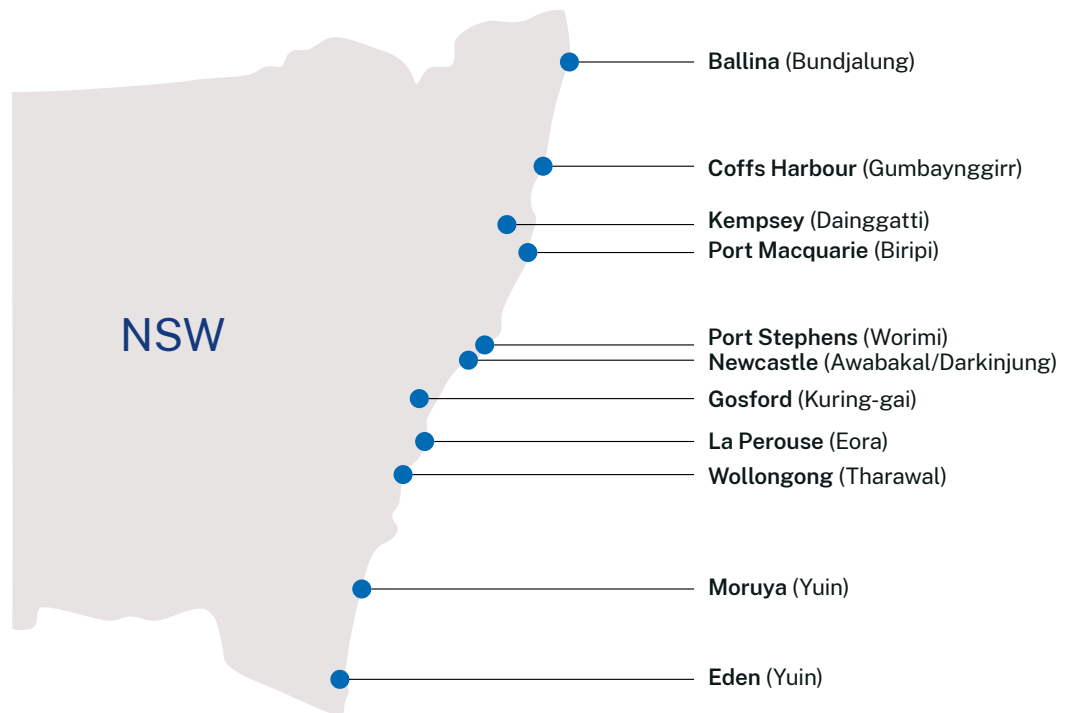 Ballina (Bundjalung)
Coffs Harbour (Gumbaynggirr)
Kempsey (Dainggatti)
Port Macquarie (Biripi)
NSW
Port Stephens (Worimi)
Newcastle (Awabakal/Darkinjung)
Gosford (Kuring-gai)
La Perouse (Eora)
Wollongong (Tharawal)
Moruya (Yuin)
Eden (Yuin)